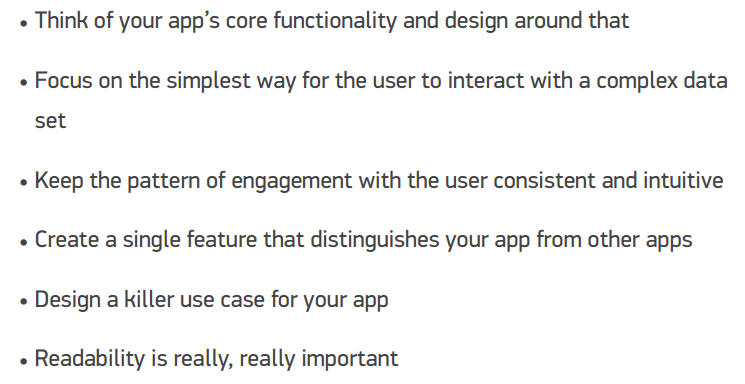 • Think of your app's core functionality and design around that
• Focus on the simplest way for the user to interact with a complex data
set
• Keep the pattern of engagement with the user consistent and intuitive
• Create a single feature that distinguishes your app from other apps
• Design a killer use case for your app
• Readability is really, really important